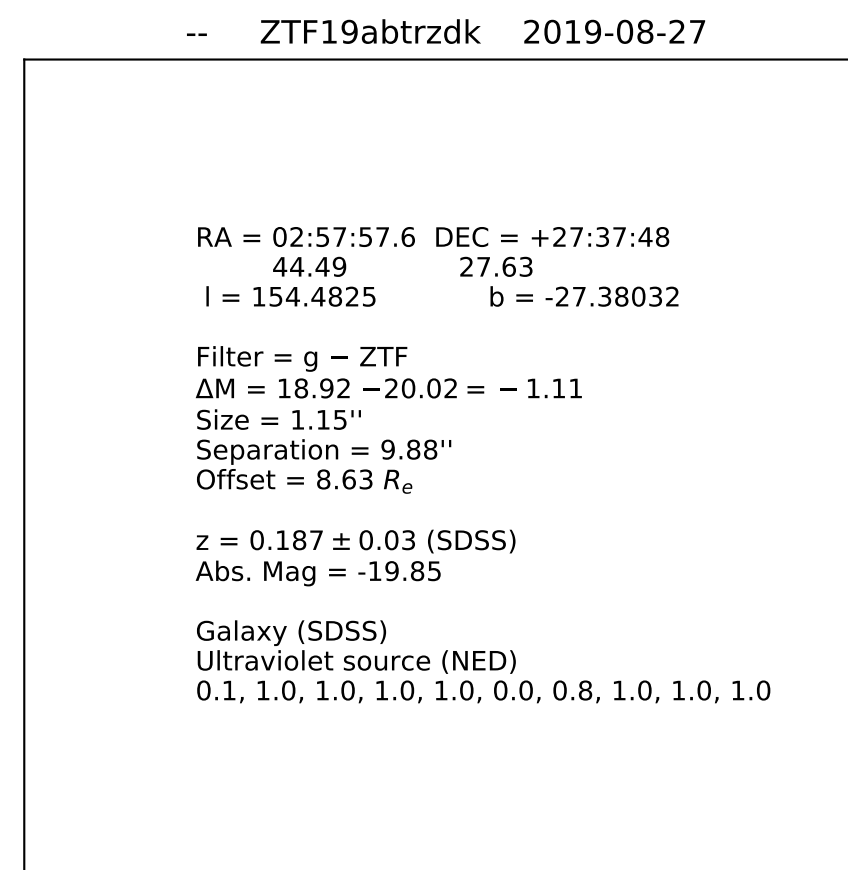 -- ZTF19abtrzdk 2019-08-27
RA = 02:57:57.6 DEC = +27:37:48
44.49 27.63
l = 154.4825 b = -27.38032
Filter = g − ZTF
ΔM = 18.92 −20.02 = − 1.11
Size = 1.15''
Separation = 9.88''
Offset = 8.63 Rₑ
z = 0.187 ± 0.03 (SDSS)
Abs. Mag = -19.85
Galaxy (SDSS)
Ultraviolet source (NED)
0.1, 1.0, 1.0, 1.0, 1.0, 0.0, 0.8, 1.0, 1.0, 1.0